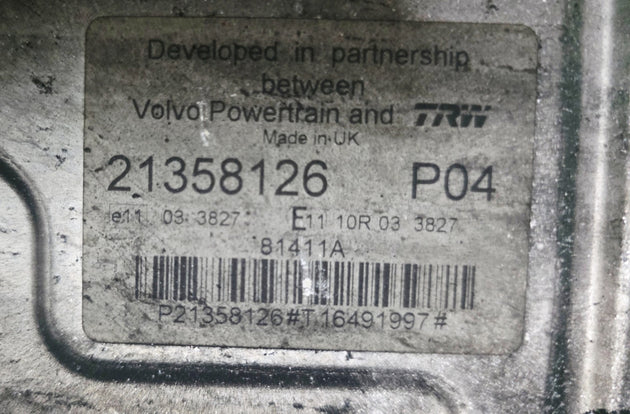 Developed in partnership
between
Volvo Powertrain and TRW
Made in UK
21358126 P04
e11 03 3827 E11 10R 03 3827
81411A
P21358126#T16491997#